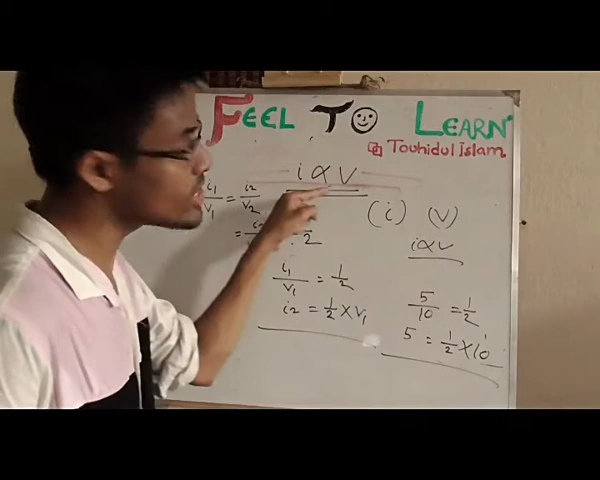 FEEL TO LEARN
Touhidul Islam
i ∝ V
i₁/V₁ = i₂/V₂
(i) (V)
i∝V
i₁/V₁ = 1/2
i₂ = 1/2 × V₁
5/10 = 1/2
5 = 1/2 × 10